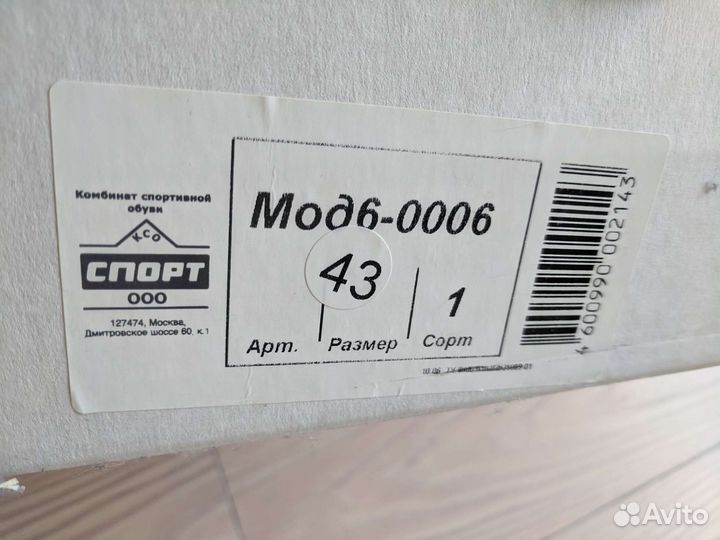 Комбинат спортивной
обуви
КСО
СПОРТ
ООО
127474, Москва,
Дмитровское шоссе 60, к.1
Мод6-0006
43
1
Арт.
Размер
Сорт
4 600990 002143
Avito